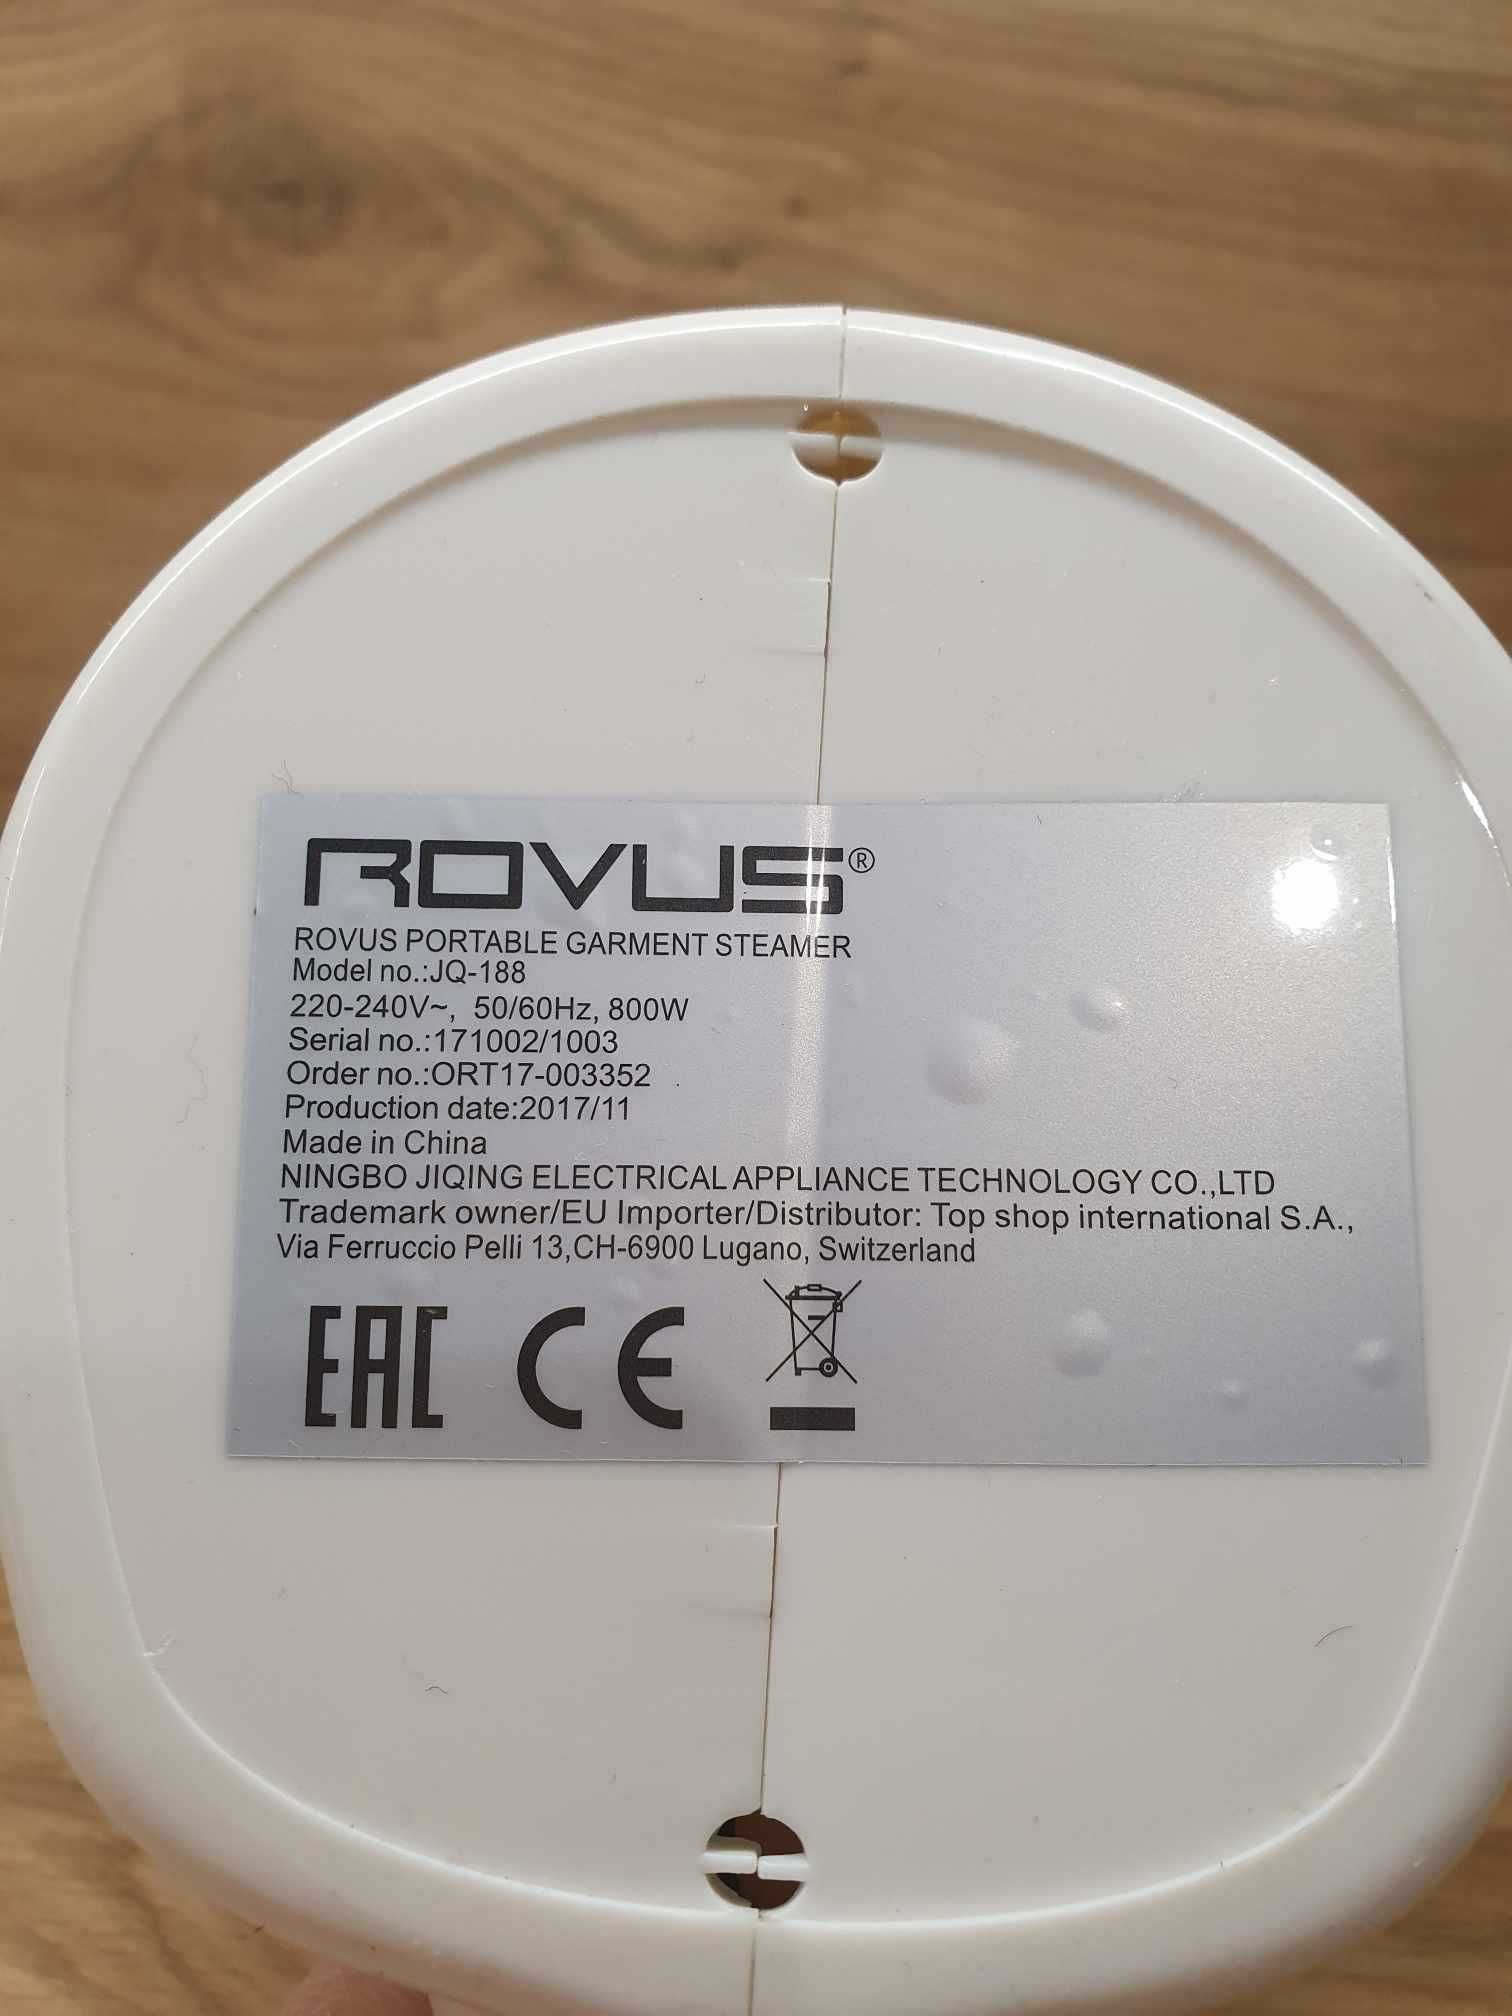 ROVUS®
ROVUS PORTABLE GARMENT STEAMER
Model no.:JQ-188
220-240V~, 50/60Hz, 800W
Serial no.:171002/1003
Order no.:ORT17-003352
Production date:2017/11
Made in China
NINGBO JIQING ELECTRICAL APPLIANCE TECHNOLOGY CO.,LTD
Trademark owner/EU Importer/Distributor: Top shop international S.A.,
Via Ferruccio Pelli 13,CH-6900 Lugano, Switzerland
EAC CE